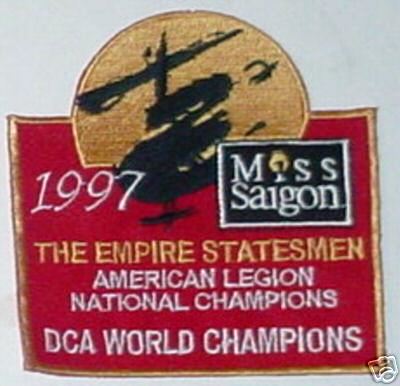 1997
Miss
Saigon
THE EMPIRE STATESMEN
AMERICAN LEGION
NATIONAL CHAMPIONS
DCA WORLD CHAMPIONS